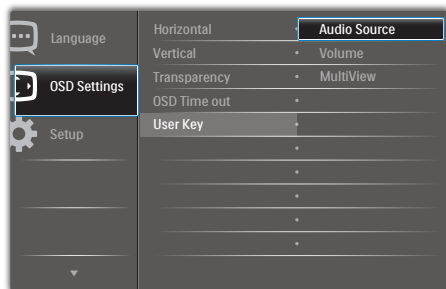 Language
OSD Settings
Setup
Horizontal
Vertical
Transparency
OSD Time out
User Key
Audio Source
Volume
MultiView